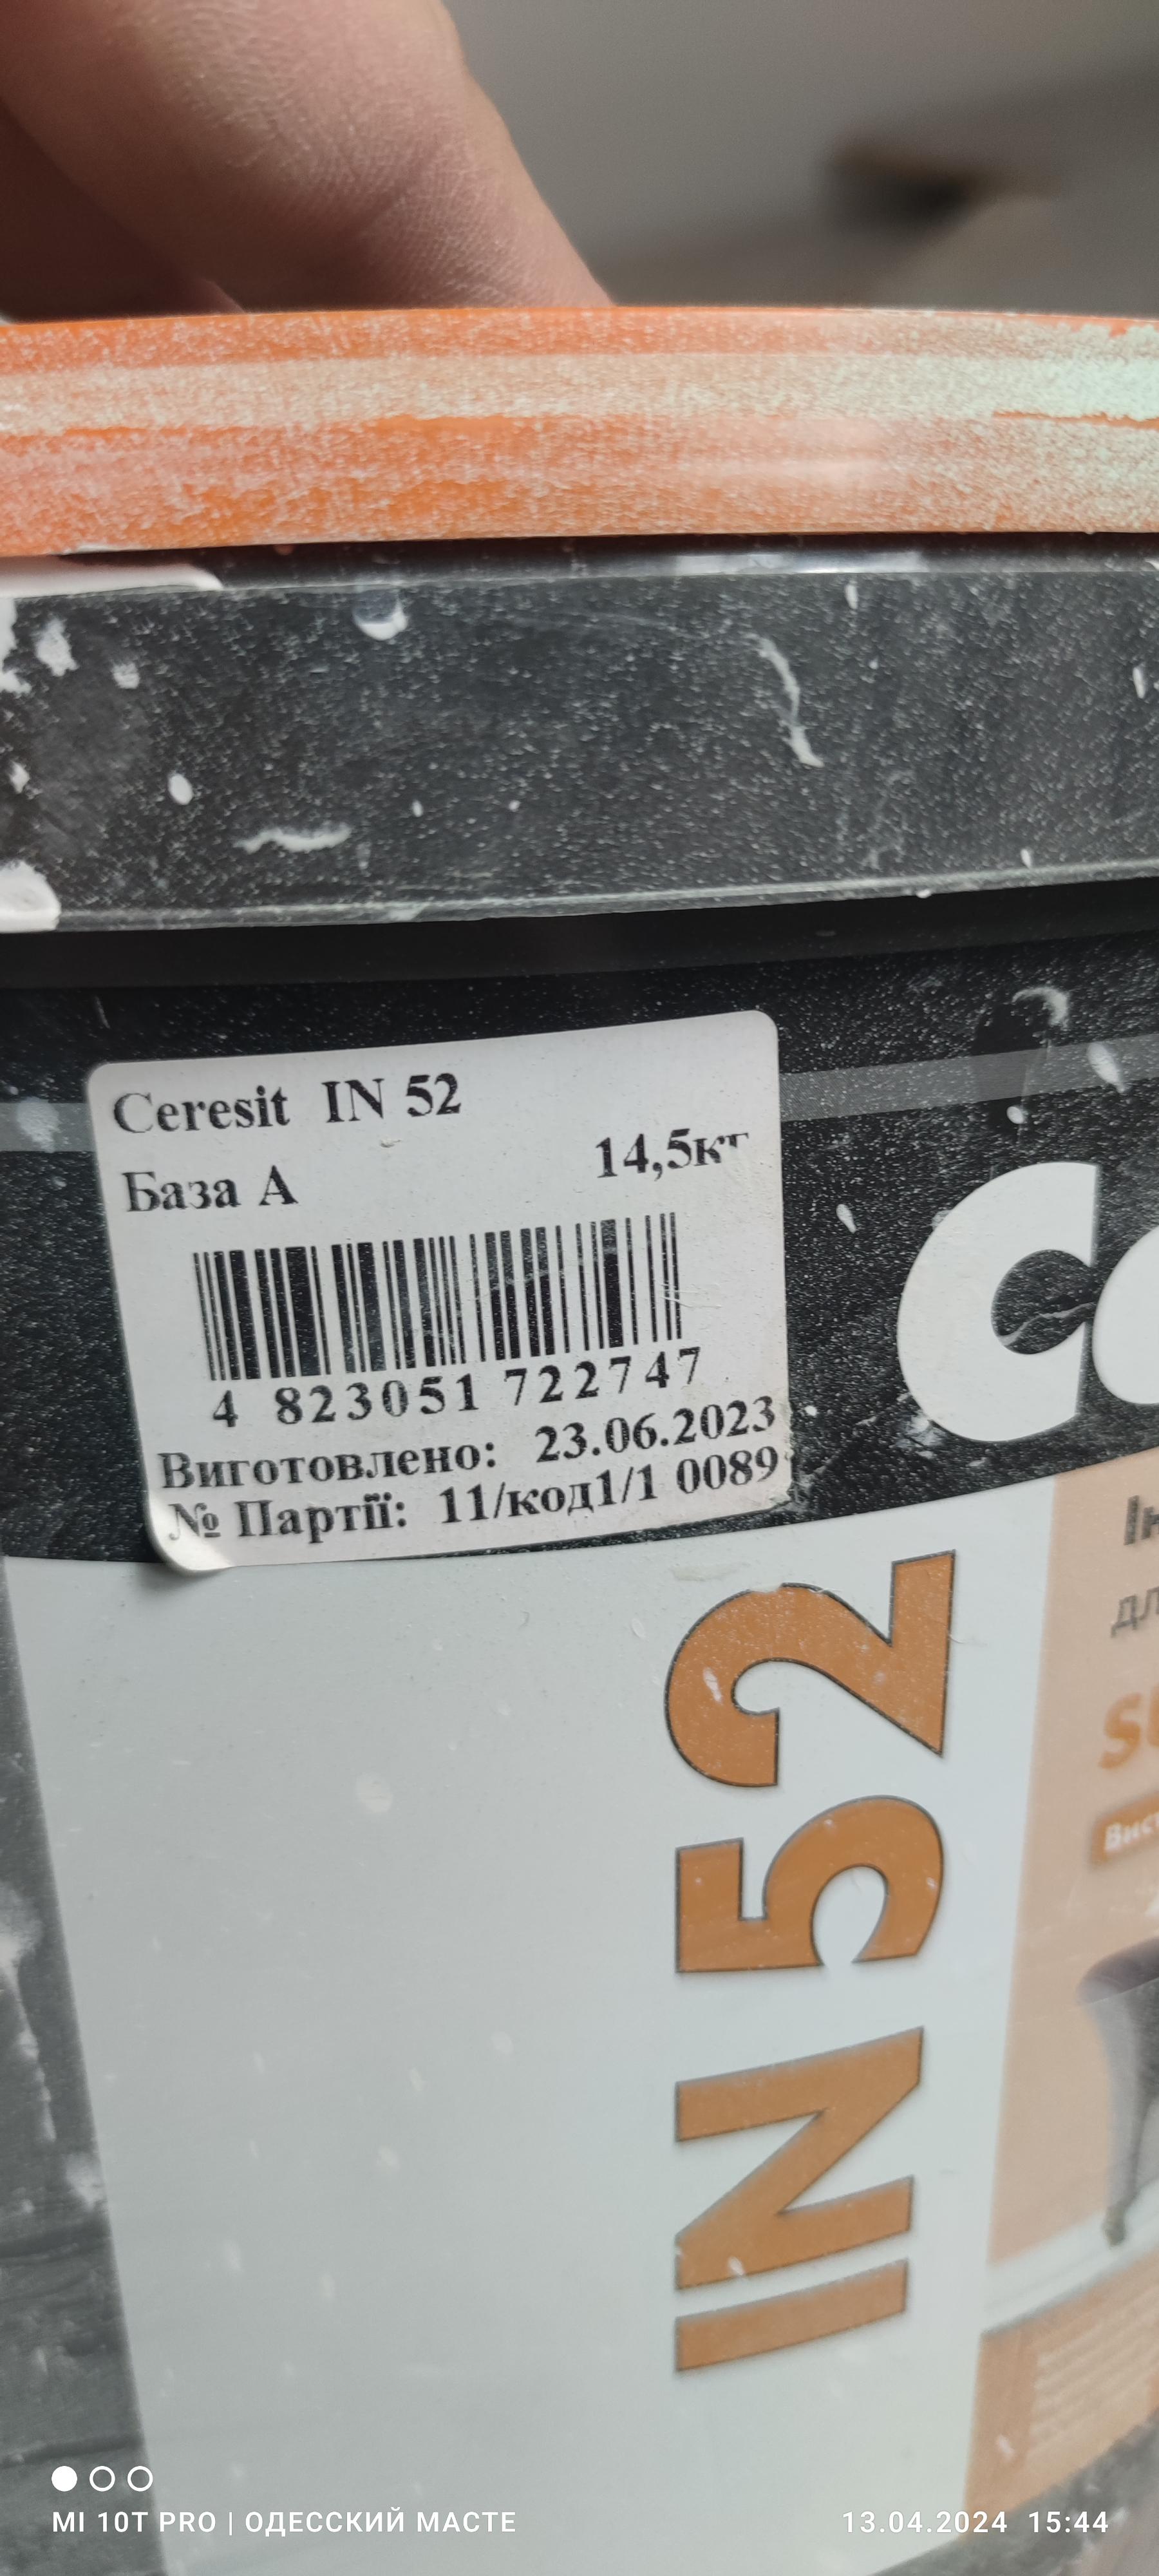 Ceresit IN 52
База А 14,5кг
4 823051 722747
Виготовлено: 23.06.2023
№ Партії: 11/код1/1 0089
IN 52
MI 10T PRO | ОДЕССКИЙ МАСТЕ
13.04.2024 15:44